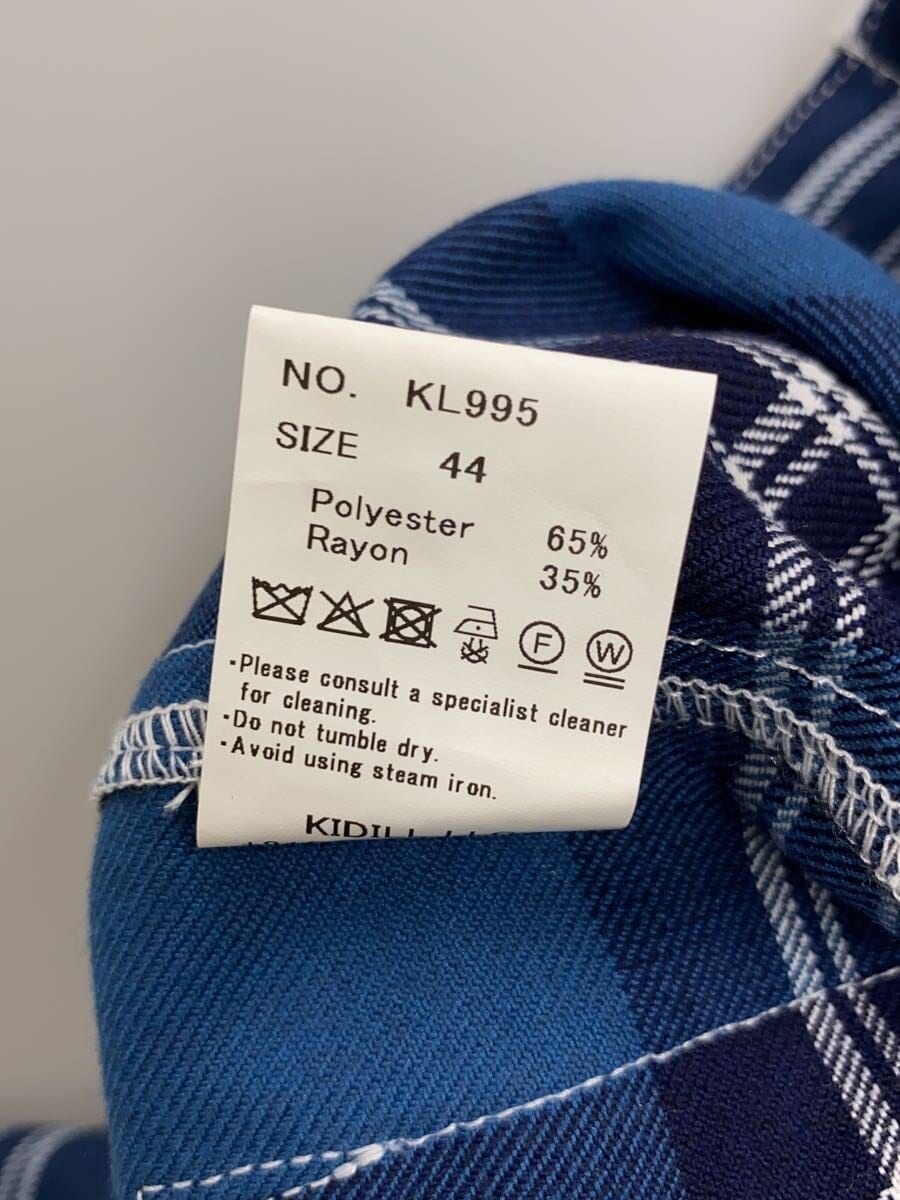 NO. KL995
SIZE 44
Polyester 65%
Rayon 35%
F W
·Please consult a specialist cleaner
for cleaning.
·Do not tumble dry.
·Avoid using steam iron.